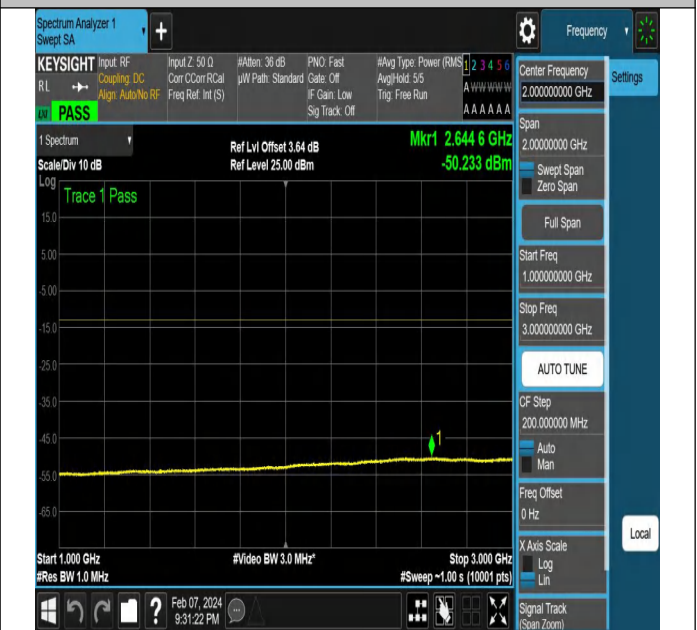 Spectrum Analyzer 1
Swept SA
+
Frequency
KEYSIGHT
RL
LXI
PASS
Input: RF
Coupling: DC
Align: Auto/No RF
Input Z: 50 Ω
Corr CCorr RCal
Freq Ref: Int (S)
#Atten: 36 dB
µW Path: Standard
PNO: Fast
Gate: Off
IF Gain: Low
Sig Track: Off
#Avg Type: Power (RMS
Avg|Hold: 5/5
Trig: Free Run
1 2 3 4 5 6
A W W W W W
A A A A A A
1 Spectrum
Scale/Div 10 dB
Ref Lvl Offset 3.64 dB
Ref Level 25.00 dBm
Mkr1 2.644 6 GHz
-50.233 dBm
Log
Trace 1 Pass
15.0
5.00
-5.00
-15.0
-25.0
-35.0
-45.0
-55.0
-65.0
1
Start 1.000 GHz
#Video BW 3.0 MHz*
Stop 3.000 GHz
#Res BW 1.0 MHz
#Sweep ~1.00 s (10001 pts)
?
Feb 07, 2024
9:31:22 PM
Center Frequency
2.000000000 GHz
Settings
Span
2.00000000 GHz
Swept Span
Zero Span
Full Span
Start Freq
1.000000000 GHz
Stop Freq
3.000000000 GHz
AUTO TUNE
CF Step
200.000000 MHz
Auto
Man
Freq Offset
0 Hz
Local
X Axis Scale
Log
Lin
Signal Track
(Span Zoom)